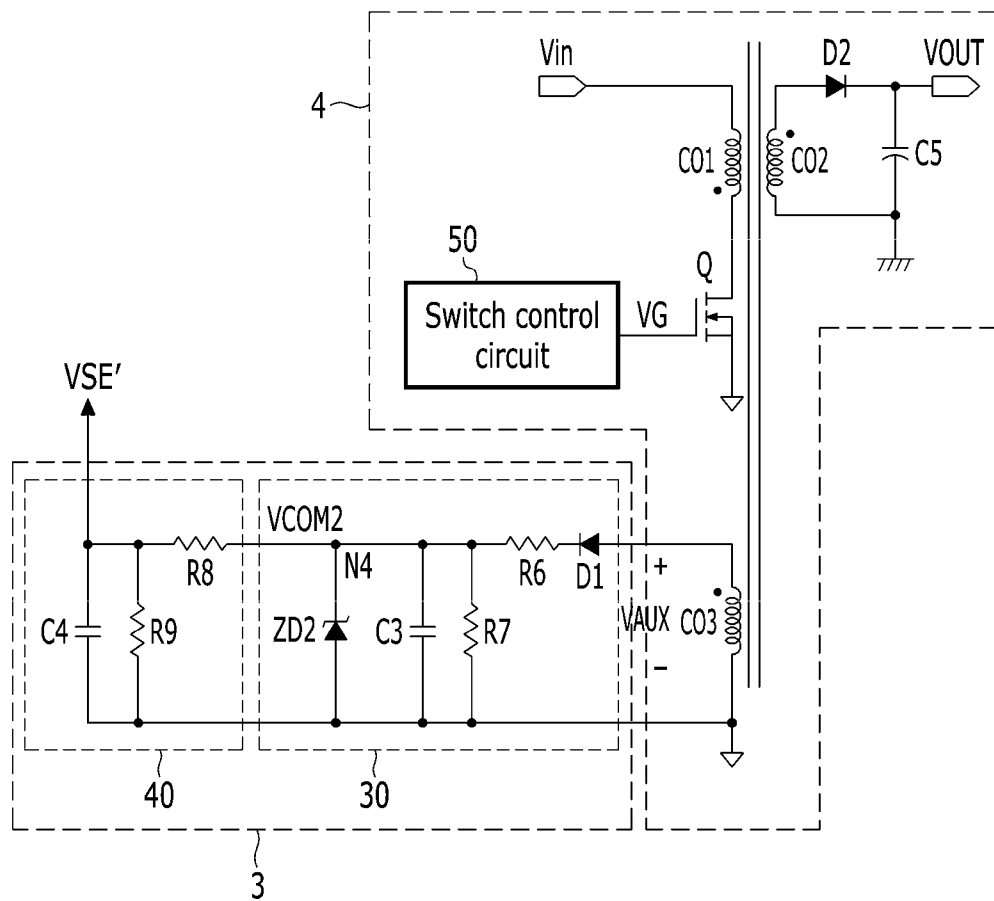 Vin
D2
VOUT
4
CO1
CO2
C5
50
Q
Switch control
circuit
VG
VSE′
VCOM2
R8
N4
R6
D1
+
C4
R9
ZD2
C3
R7
VAUX
CO3
−
40
30
3